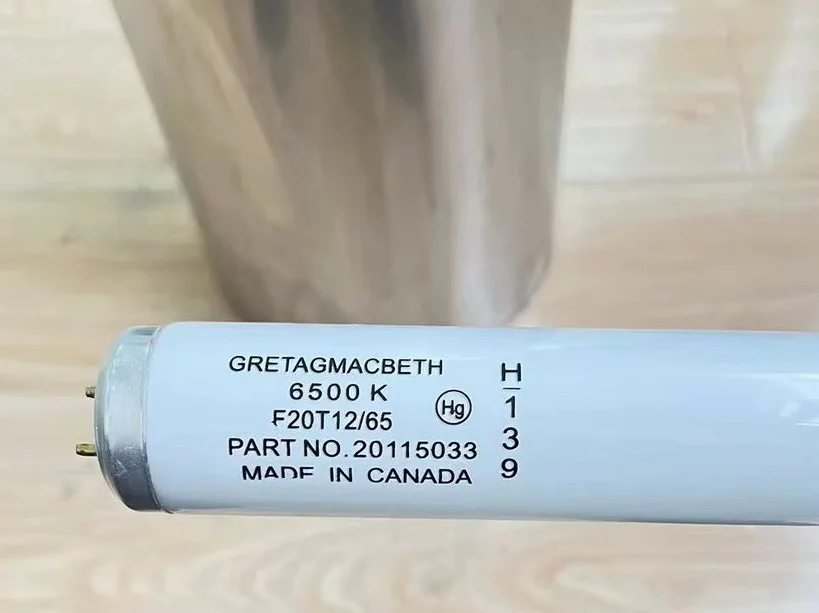 GRETAGMACBETH
6500 K
F20T12/65
PART NO. 20115033
MADE IN CANADA
Hg
H
1
3
9